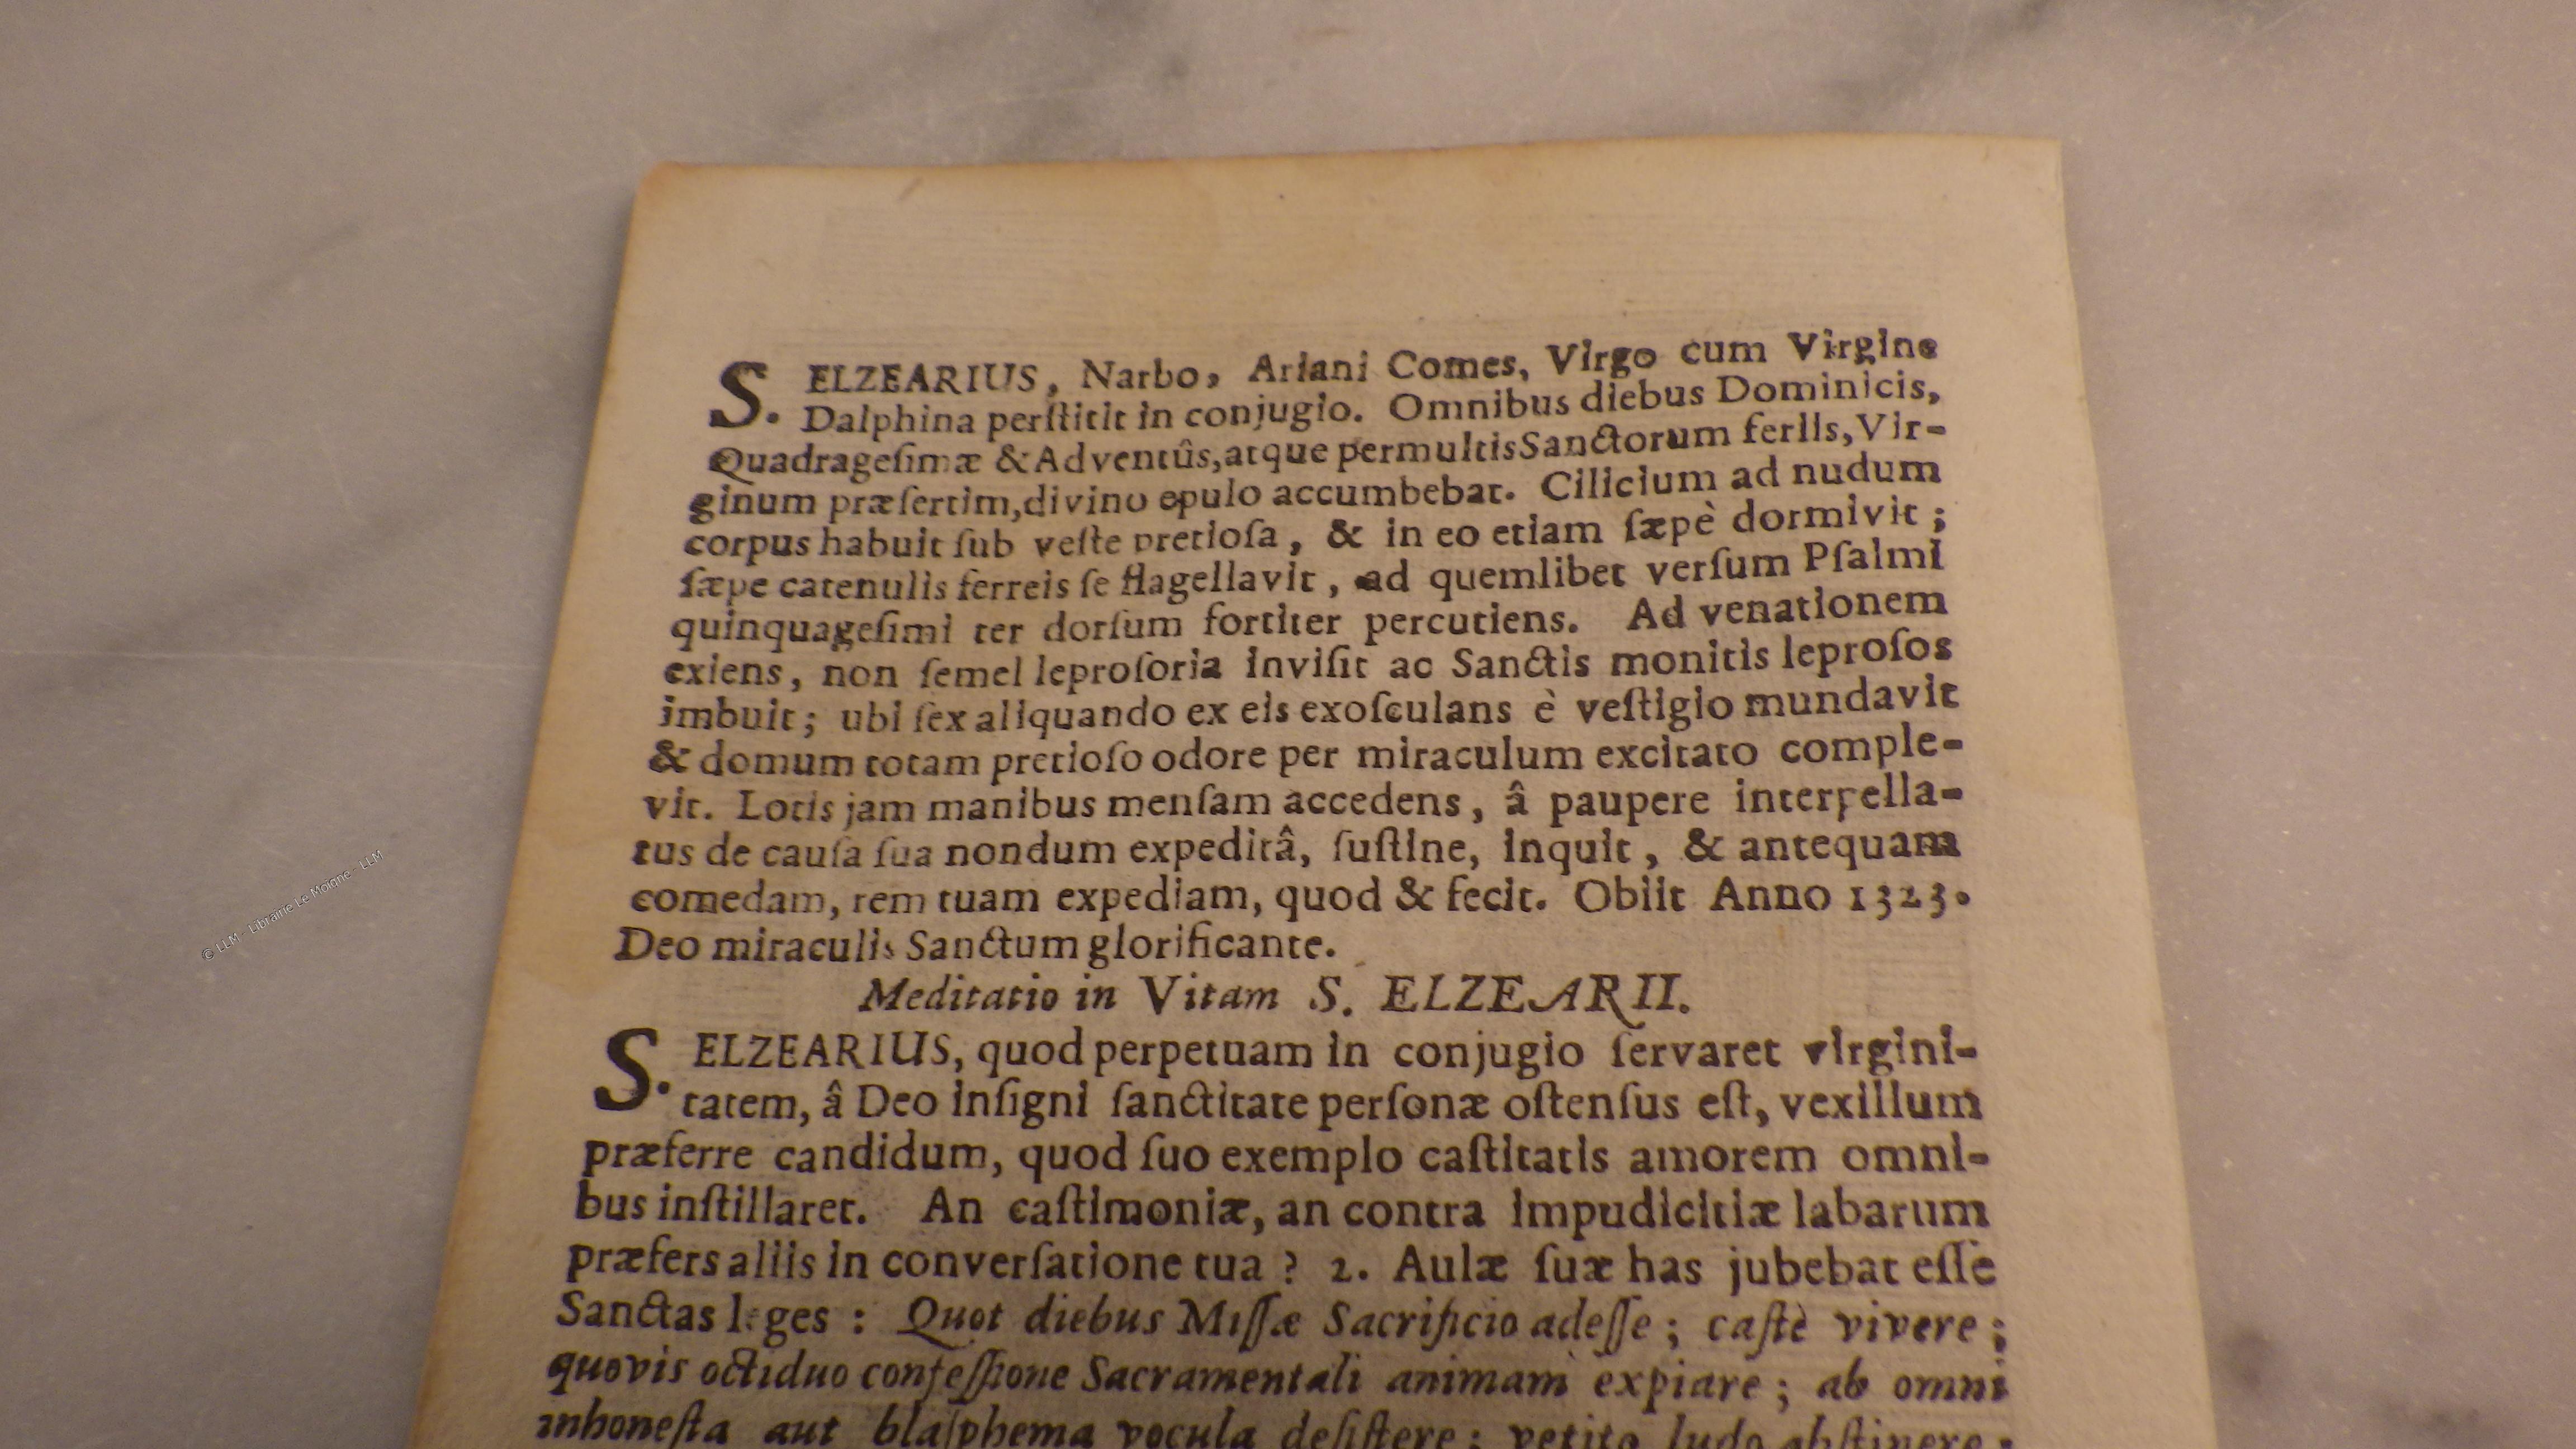 S. ELZEARIUS, Narbo, Ariani Comes, Virgo cum Virgine
Dalphina perſtitit in conjugio. Omnibus diebus Dominicis,
Quadrageſimæ & Adventûs, atque permultis Sanctorum feriis, Vir-
ginum præſertim, divino epulo accumbebat. Cilicium ad nudum
corpus habuit ſub veſte pretioſa, & in eo etiam ſæpè dormivit;
ſæpe catenulis ferreis ſe flagellavit, ad quemlibet verſum Pſalmi
quinquageſimi ter dorſum fortiter percutiens. Ad venationem
exiens, non ſemel leproſoria inviſit ac Sanctis monitis leproſos
imbuit; ubi ſex aliquando ex eis exoſculans è veſtigio mundavit
& domum totam pretioſo odore per miraculum excitato comple-
vit. Lotis jam manibus menſam accedens, â paupere interpella-
tus de cauſa ſua nondum expeditâ, ſuſtine, inquit, & antequam
comedam, rem tuam expediam, quod & fecit. Obiit Anno 1323.
Deo miraculis Sanctum glorificante.
Meditatio in Vitam S. ELZEARII.
S. ELZEARIUS, quod perpetuam in conjugio ſervaret virgini-
tatem, â Deo inſigni ſanctitate perſonæ oſtenſus eſt, vexillum
præferre candidum, quod ſuo exemplo caſtitatis amorem omni-
bus inſtillaret. An caſtimoniæ, an contra impudicitiæ labarum
præfers aliis in converſatione tua ? 2. Aulæ ſuæ has jubebat eſſe
Sanctas leges : Quot diebus Miſſæ Sacrificio adeſſe ; caſtè vivere ;
quovis octiduo confeſſione Sacramentali animam expiare ; ab omni
inhoneſta aut blaſphema vocula deſiſtere ; vetito ludo abſtinere ;
© LLM - Librairie Le Moigne - LLM